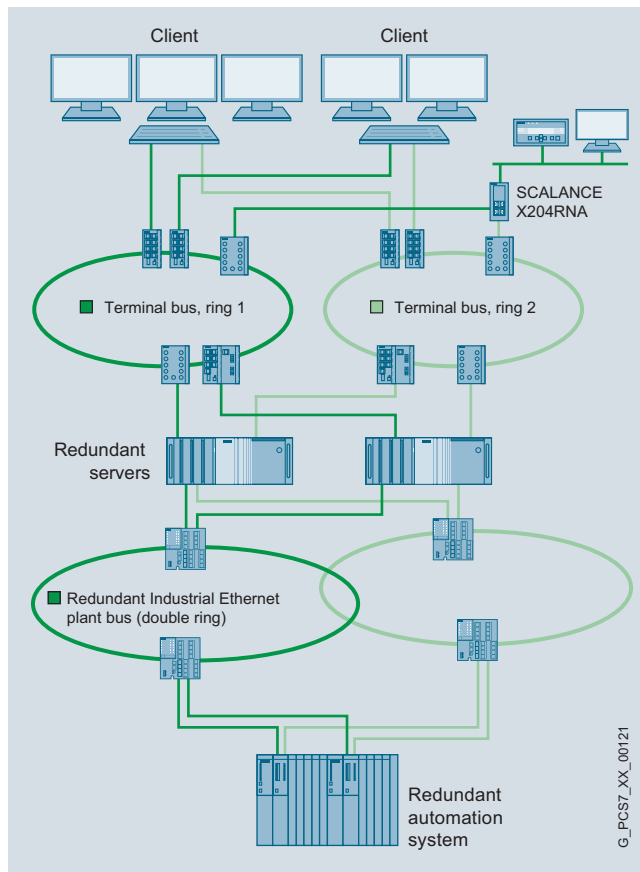 Client
Client
SCALANCE
X204RNA
Terminal bus, ring 1
Terminal bus, ring 2
Redundant
servers
Redundant Industrial Ethernet
plant bus (double ring)
Redundant
automation
system
G_PCS7_XX_00121